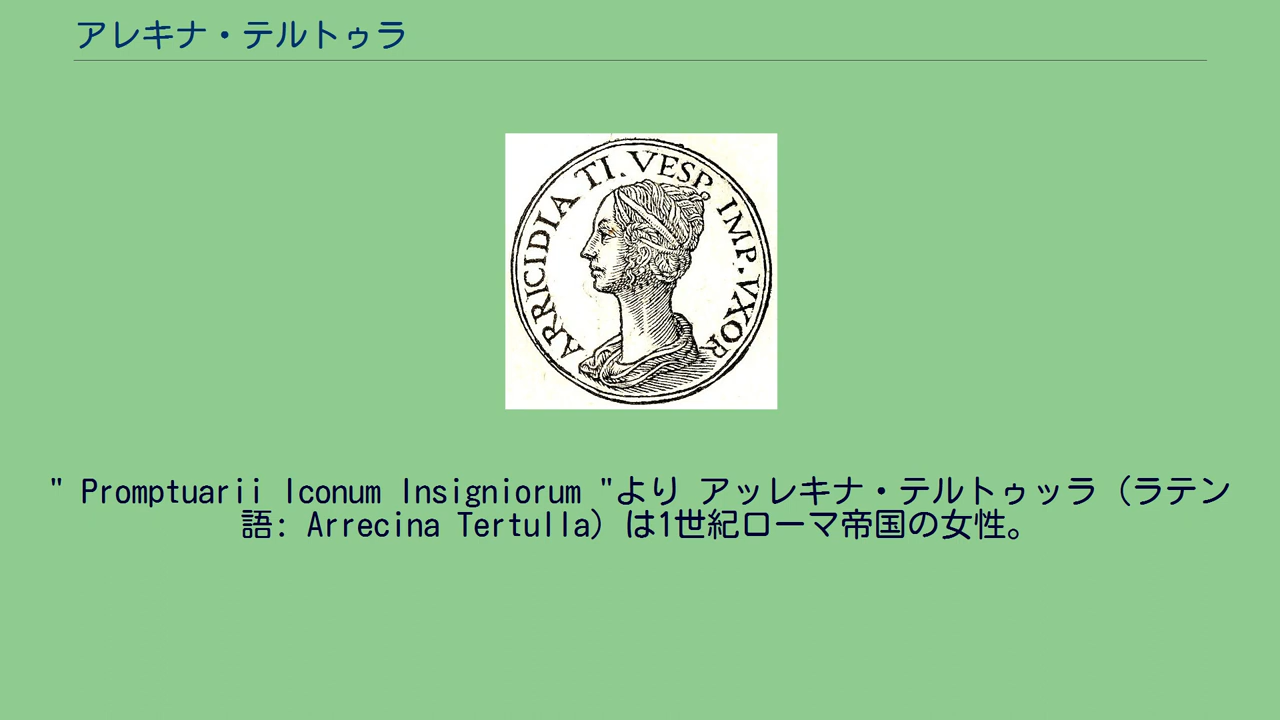 アレキナ・テルトゥラ
ARRICIDIA TI. VESP. IMP. VXOR
" Promptuarii Iconum Insigniorum "より アッレキナ・テルトゥッラ（ラテン
語: Arrecina Tertulla）は1世紀ローマ帝国の女性。